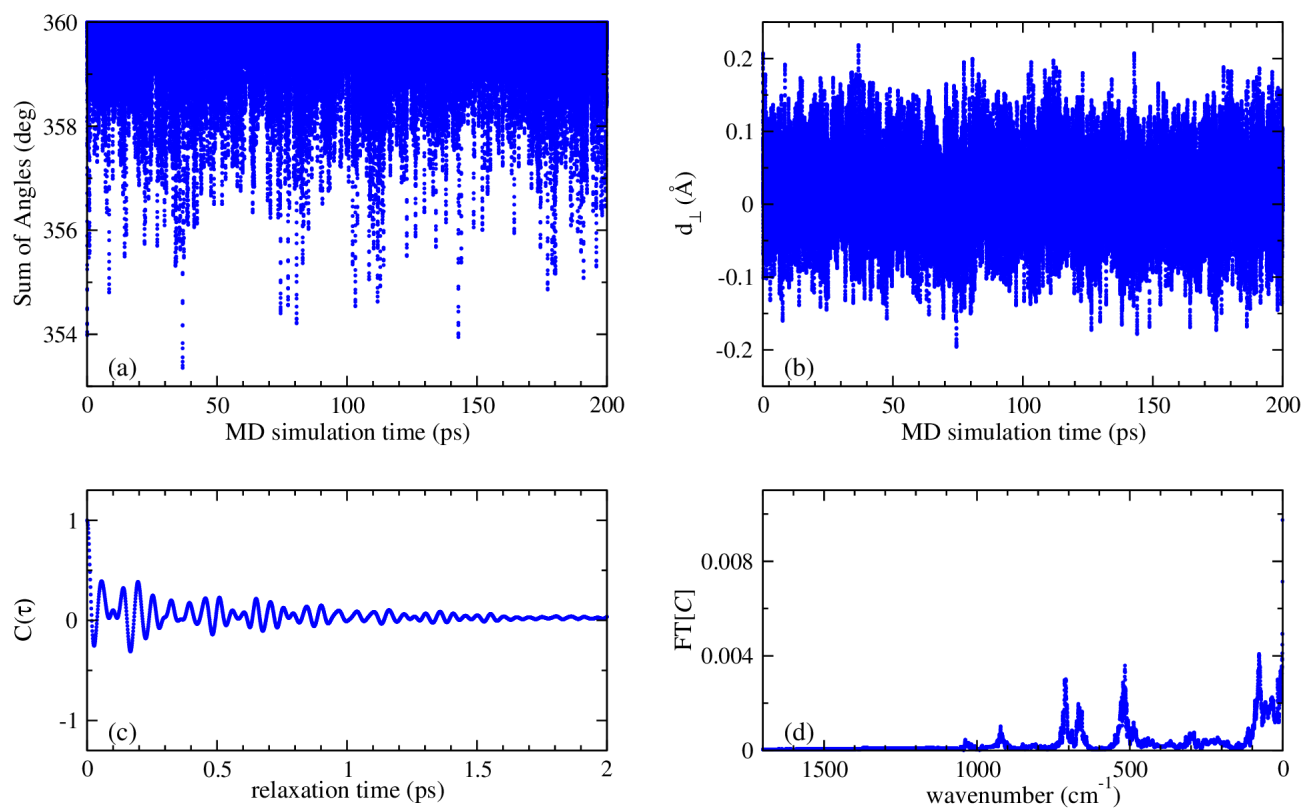 360
358
356
354
Sum of Angles (deg)
(a)
0 50 100 150 200
MD simulation time (ps)
0.2
0.1
0
-0.1
-0.2
d⊥ (Å)
(b)
0 50 100 150 200
MD simulation time (ps)
1
0
-1
C(τ)
(c)
0 0.5 1 1.5 2
relaxation time (ps)
0.008
0.004
0
FT[C]
(d)
1500 1000 500 0
wavenumber (cm⁻¹)